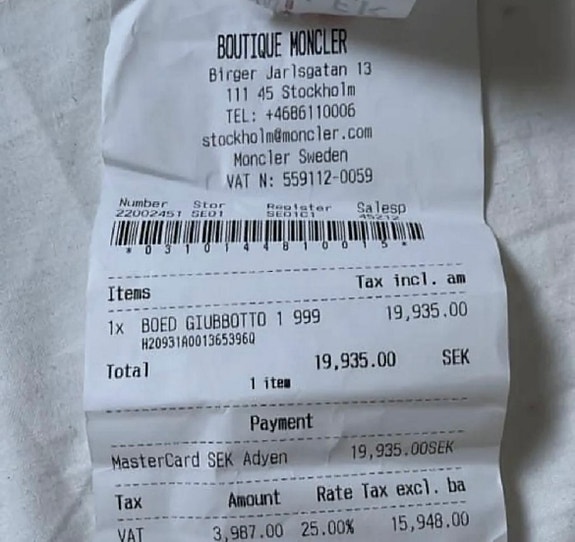 BOUTIQUE MONCLER
Birger Jarlsgatan 13
111 45 Stockholm
TEL: +4686110006
stockholm@moncler.com
Moncler Sweden
VAT N: 559112-0059
Number Stor Register Salesp
22002451 SE01 SE01C1 45212
*0310144810015*
Items Tax incl. am
1x BOED GIUBBOTTO 1 999 19,935.00
H20931A0013653960
Total 19,935.00 SEK
1 item
Payment
MasterCard SEK Adyen 19,935.00SEK
Tax Amount Rate Tax excl. ba
VAT 3,987.00 25.00% 15,948.00